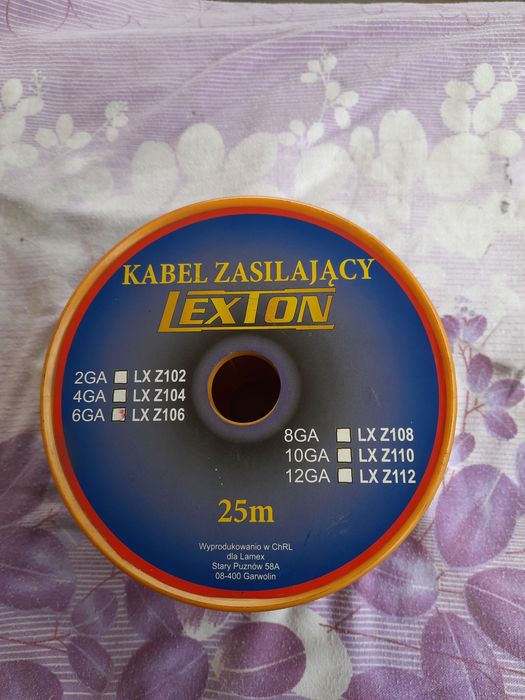 KABEL ZASILAJĄCY
LEXTON
2GA LX Z102
4GA LX Z104
6GA LX Z106
8GA LX Z108
10GA LX Z110
12GA LX Z112
25m
Wyprodukowano w ChRL
dla Lamex
Stary Puznów 58A
08-400 Garwolin